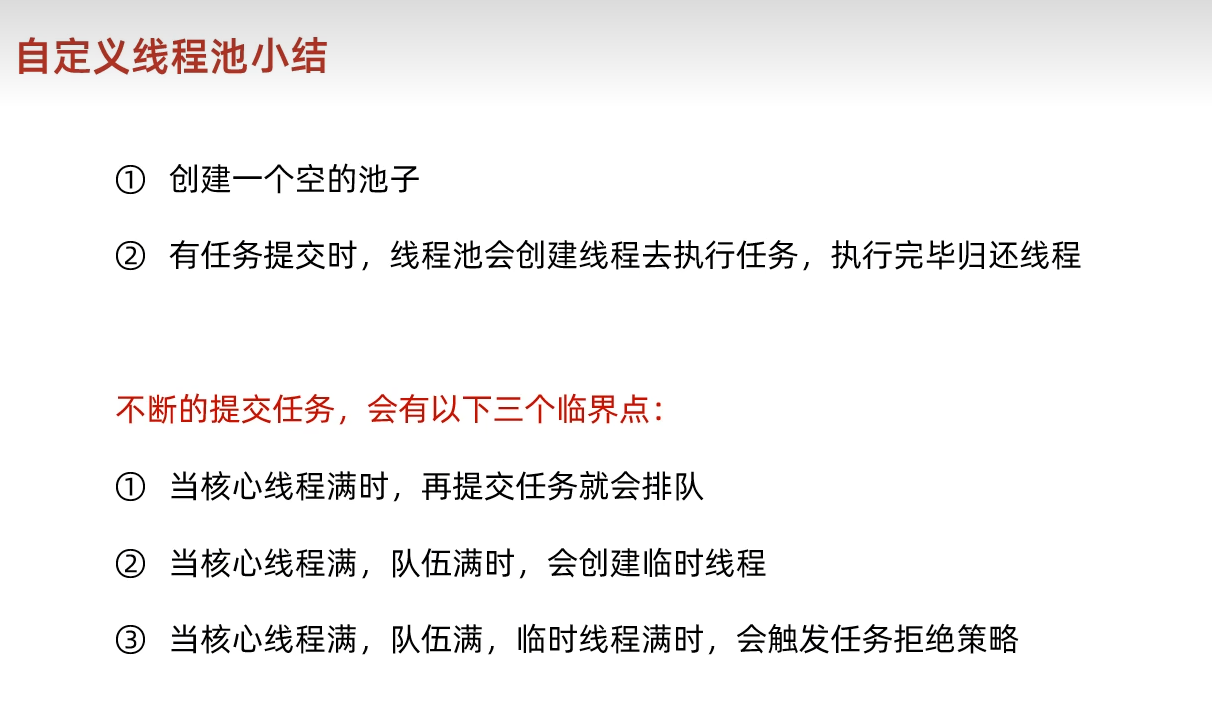 自定义线程池小结
① 创建一个空的池子
② 有任务提交时，线程池会创建线程去执行任务，执行完毕归还线程
不断的提交任务，会有以下三个临界点：
① 当核心线程满时，再提交任务就会排队
② 当核心线程满，队伍满时，会创建临时线程
③ 当核心线程满，队伍满，临时线程满时，会触发任务拒绝策略